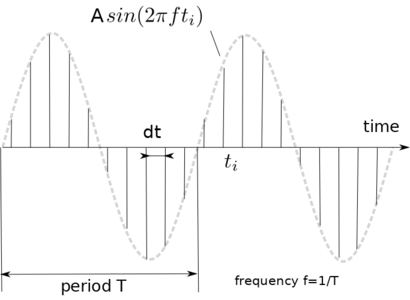 A sin(2πft_i)
dt
time
t_i
period T
frequency f=1/T